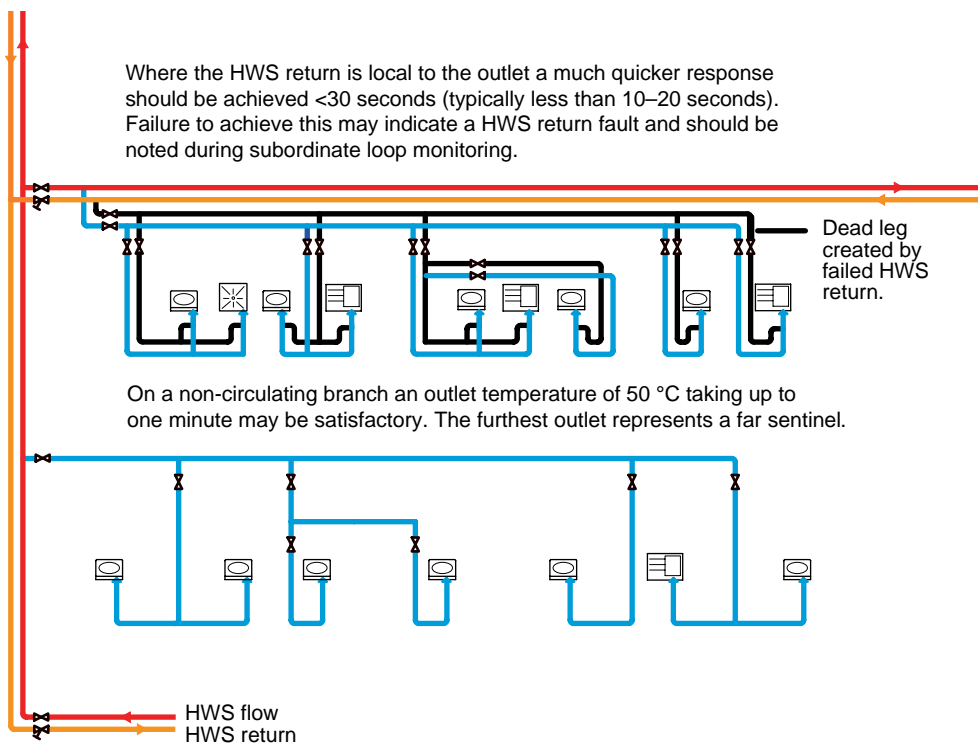 Where the HWS return is local to the outlet a much quicker response
should be achieved <30 seconds (typically less than 10–20 seconds).
Failure to achieve this may indicate a HWS return fault and should be
noted during subordinate loop monitoring.
Dead leg
created by
failed HWS
return.
On a non-circulating branch an outlet temperature of 50 °C taking up to
one minute may be satisfactory. The furthest outlet represents a far sentinel.
HWS flow
HWS return